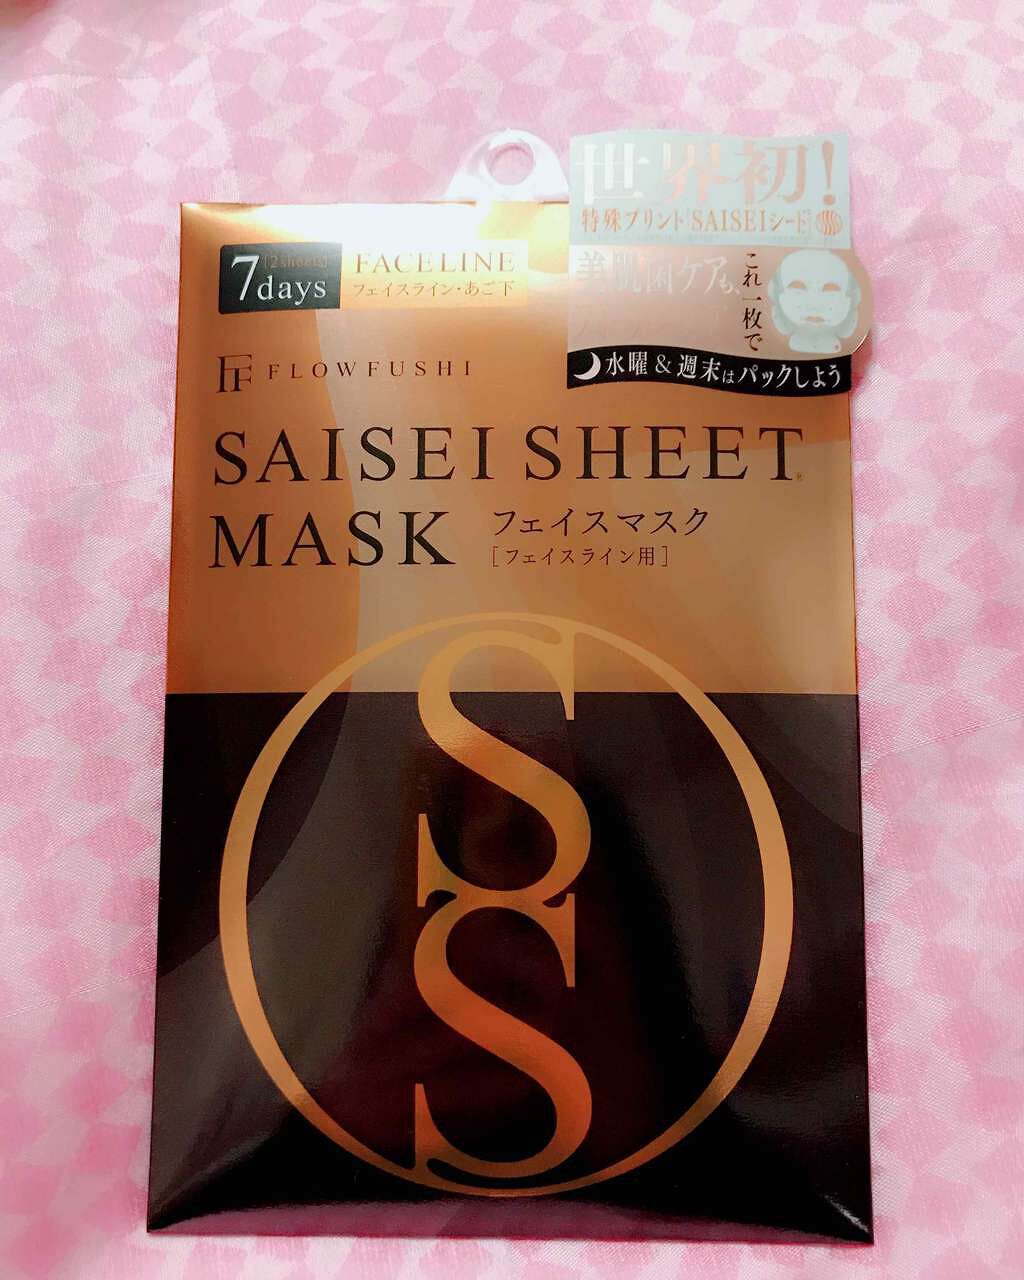 世界初!
特殊プリント「SAISEIシード」
美肌菌ケアも、
これ一枚で
水曜&週末はパックしよう
7days
[2sheets]
FACELINE
フェイスライン・あご下
FLOWFUSHI
SAISEI SHEET
MASK フェイスマスク
[フェイスライン用]
SS